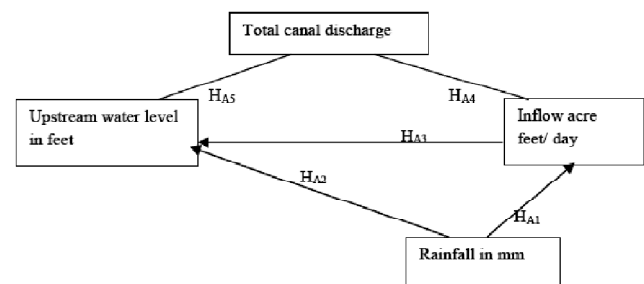 Total canal discharge
HA5
HA4
Upstream water level
in feet
Inflow acre
feet/ day
HA3
HA2
HA1
Rainfall in mm